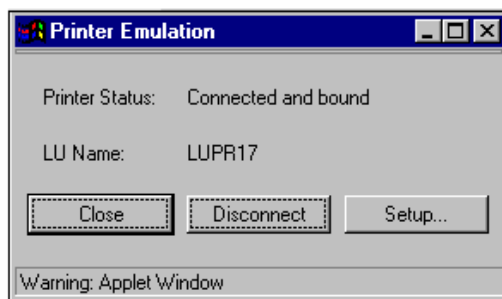 Printer Emulation
Printer Status: Connected and bound
LU Name: LUPR17
Close Disconnect Setup...
Warning: Applet Window